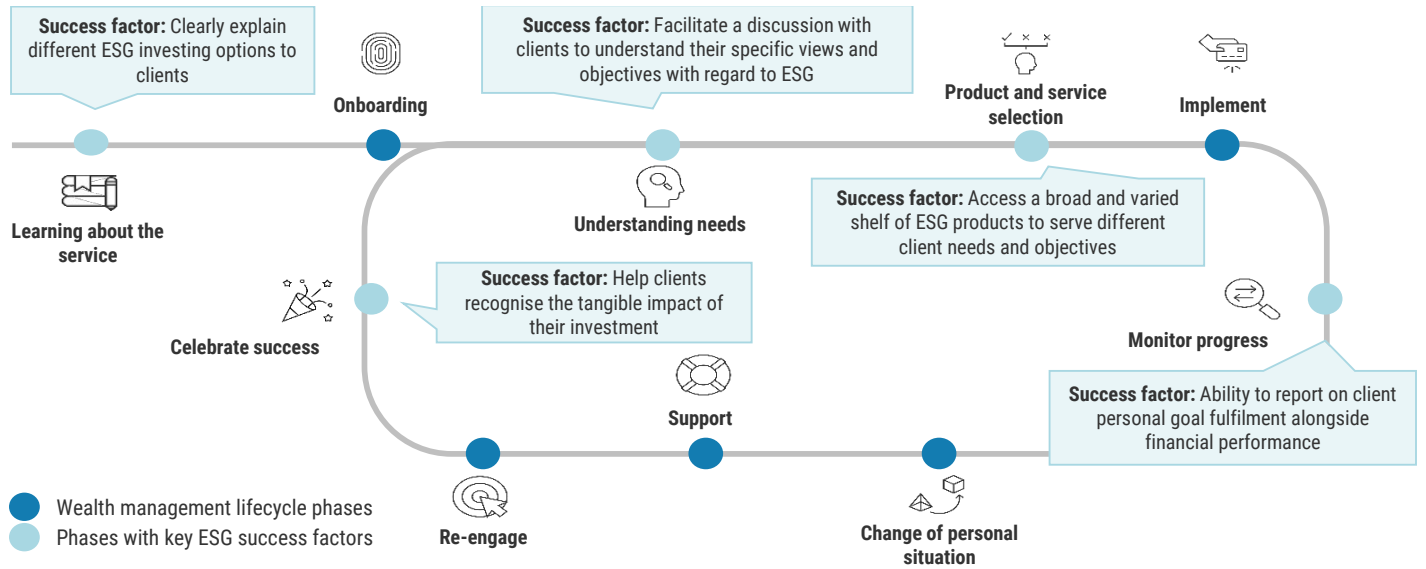 Success factor: Clearly explain
different ESG investing options to
clients
Onboarding
Success factor: Facilitate a discussion with
clients to understand their specific views and
objectives with regard to ESG
Product and service
selection
Implement
Learning about the
service
Understanding needs
Success factor: Access a broad and varied
shelf of ESG products to serve different
client needs and objectives
Celebrate success
Success factor: Help clients
recognise the tangible impact of
their investment
Monitor progress
Support
Success factor: Ability to report on client
personal goal fulfilment alongside
financial performance
Wealth management lifecycle phases
Phases with key ESG success factors
Re-engage
Change of personal
situation